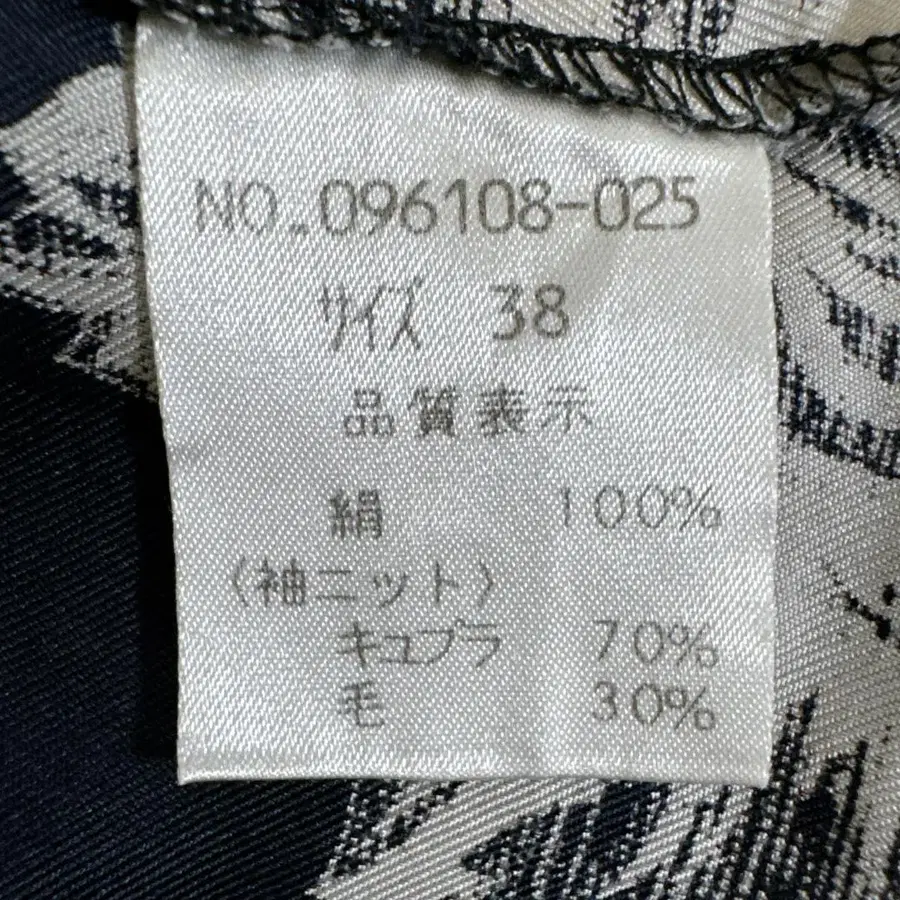 NO.096108-025
サイズ 38
品質表示
絹 100%
〈袖ニット〉
キュプラ 70%
毛 30%